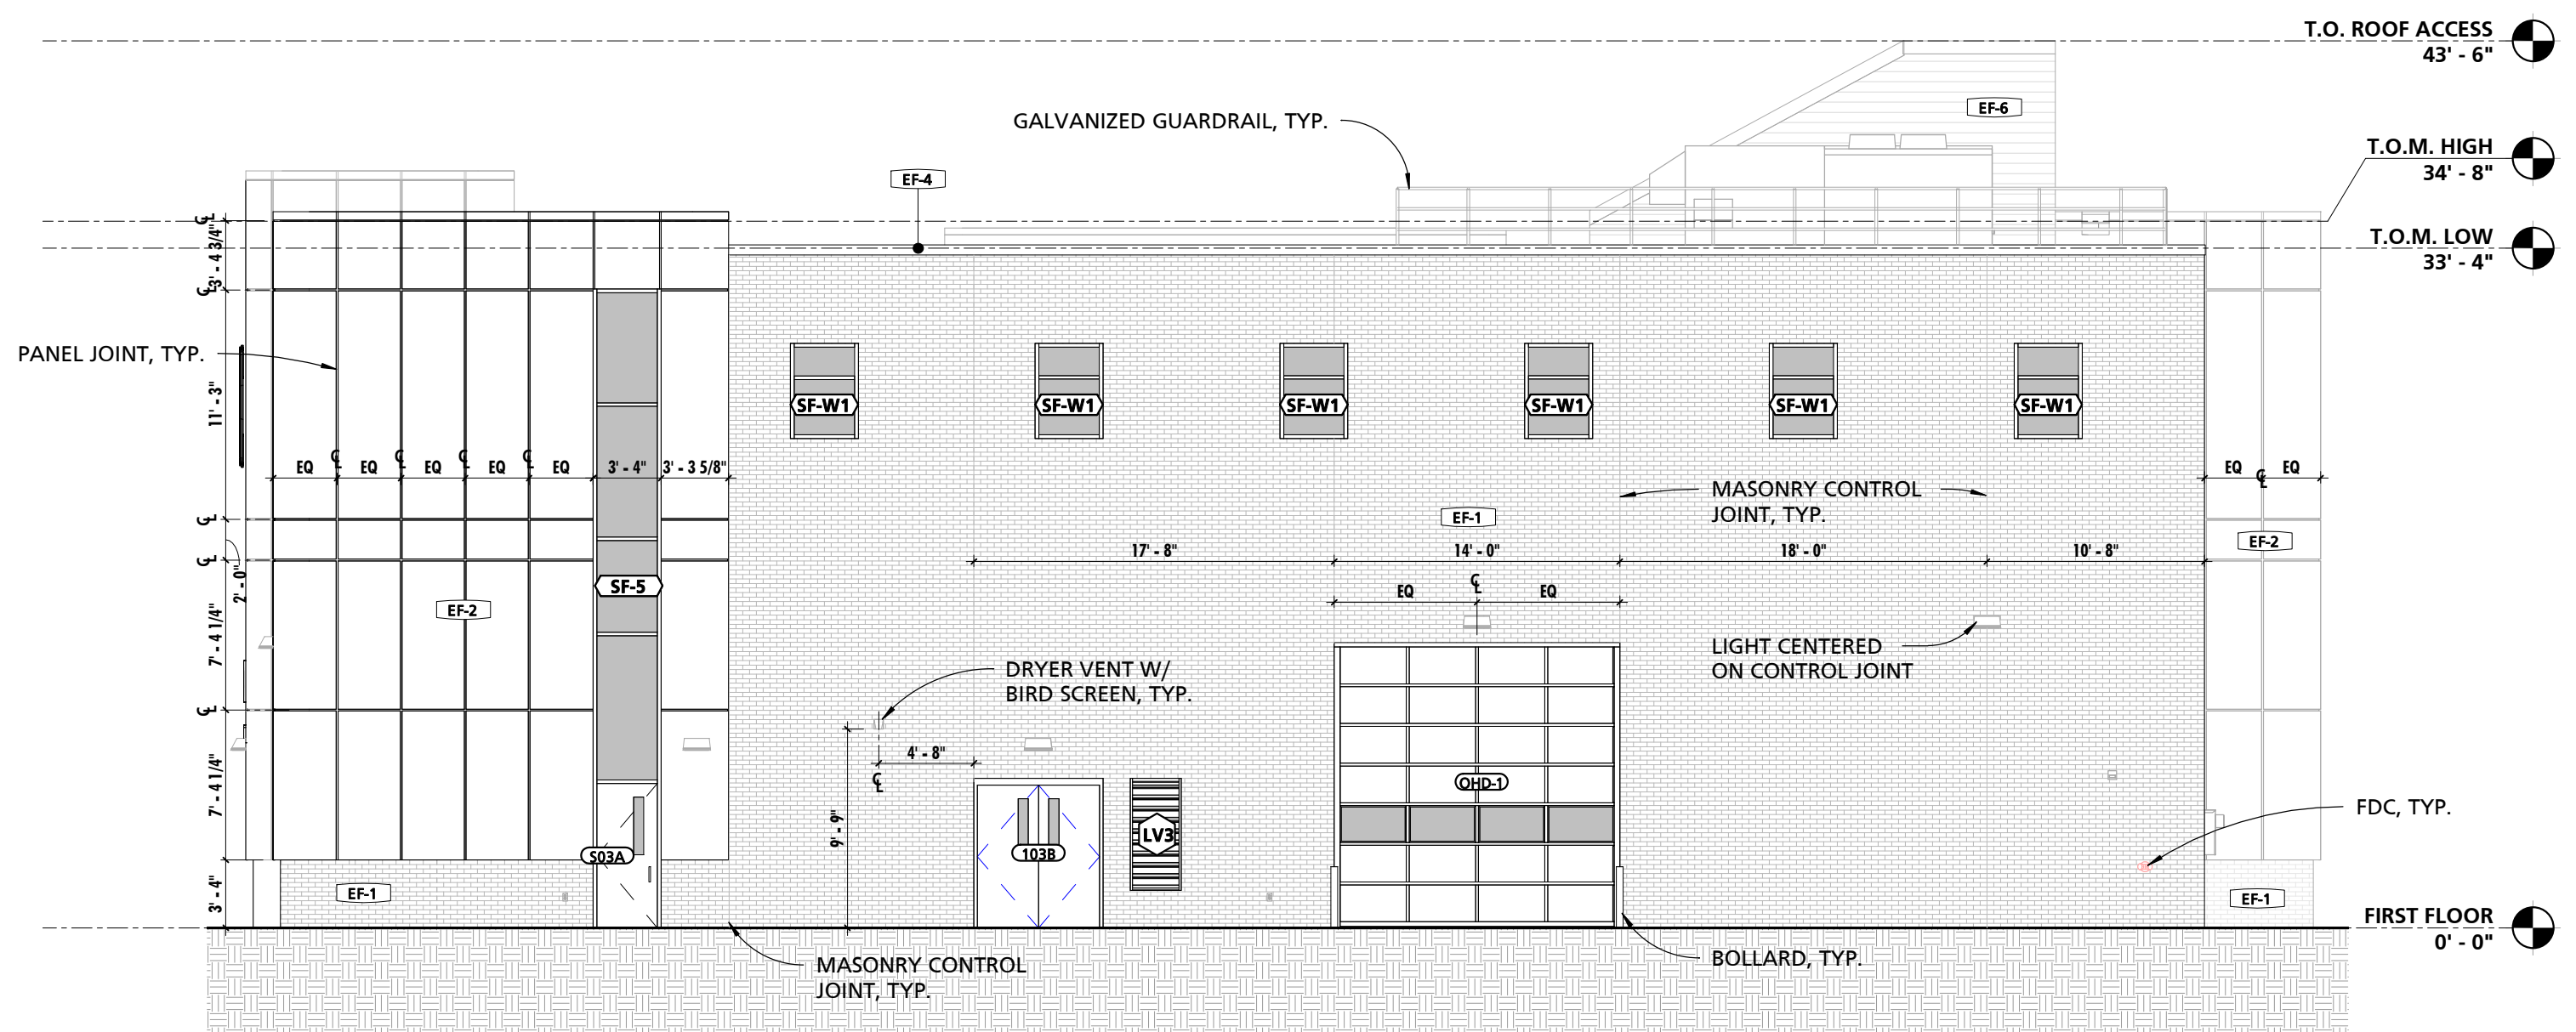 T.O. ROOF ACCESS
43' - 6"
EF-6
GALVANIZED GUARDRAIL, TYP.
T.O.M. HIGH
34' - 8"
EF-4
T.O.M. LOW
33' - 4"
3' - 4 3/4"
PANEL JOINT, TYP.
11' - 3"
SF-W1
SF-W1
SF-W1
SF-W1
SF-W1
SF-W1
EQ
EQ
EQ
EQ
EQ
3' - 4"
3' - 3 5/8"
EQ
EQ
MASONRY CONTROL
JOINT, TYP.
EF-1
EF-2
17' - 8"
14' - 0"
18' - 0"
10' - 8"
2' - 0"
SF-5
EQ
EQ
EF-2
7' - 4 1/4"
LIGHT CENTERED
ON CONTROL JOINT
DRYER VENT W/
BIRD SCREEN, TYP.
4' - 8"
7' - 4 1/4"
OHD-1
FDC, TYP.
9' - 9"
LV3
S03A
103B
3' - 4"
EF-1
EF-1
FIRST FLOOR
0' - 0"
MASONRY CONTROL
JOINT, TYP.
BOLLARD, TYP.